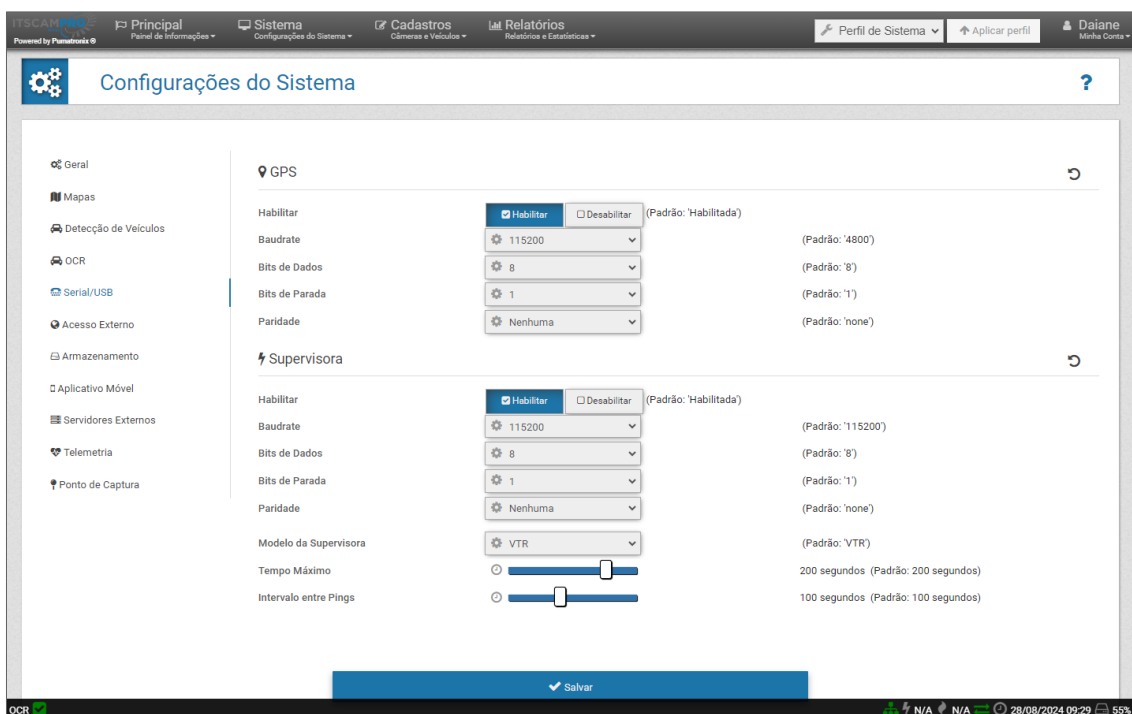 ITSCAMPRO Principal Sistema Cadastros Relatórios Perfil de Sistema Aplicar perfil Daiane
Powered by Pumatronix ® Painel de Informações Configurações do Sistema Câmeras e Veículos Relatórios e Estatísticas Minha Conta
Configurações do Sistema ?
Geral
Mapas
Detecção de Veículos
OCR
Serial/USB
Acesso Externo
Armazenamento
Aplicativo Móvel
Servidores Externos
Telemetria
Ponto de Captura
GPS
Habilitar Habilitar Desabilitar (Padrão: 'Habilitada')
Baudrate 115200 (Padrão: '4800')
Bits de Dados 8 (Padrão: '8')
Bits de Parada 1 (Padrão: '1')
Paridade Nenhuma (Padrão: 'none')
Supervisora
Habilitar Habilitar Desabilitar (Padrão: 'Habilitada')
Baudrate 115200 (Padrão: '115200')
Bits de Dados 8 (Padrão: '8')
Bits de Parada 1 (Padrão: '1')
Paridade Nenhuma (Padrão: 'none')
Modelo da Supervisora VTR (Padrão: 'VTR')
Tempo Máximo 200 segundos (Padrão: 200 segundos)
Intervalo entre Pings 100 segundos (Padrão: 100 segundos)
Salvar
OCR N/A N/A 28/08/2024 09:29 55%